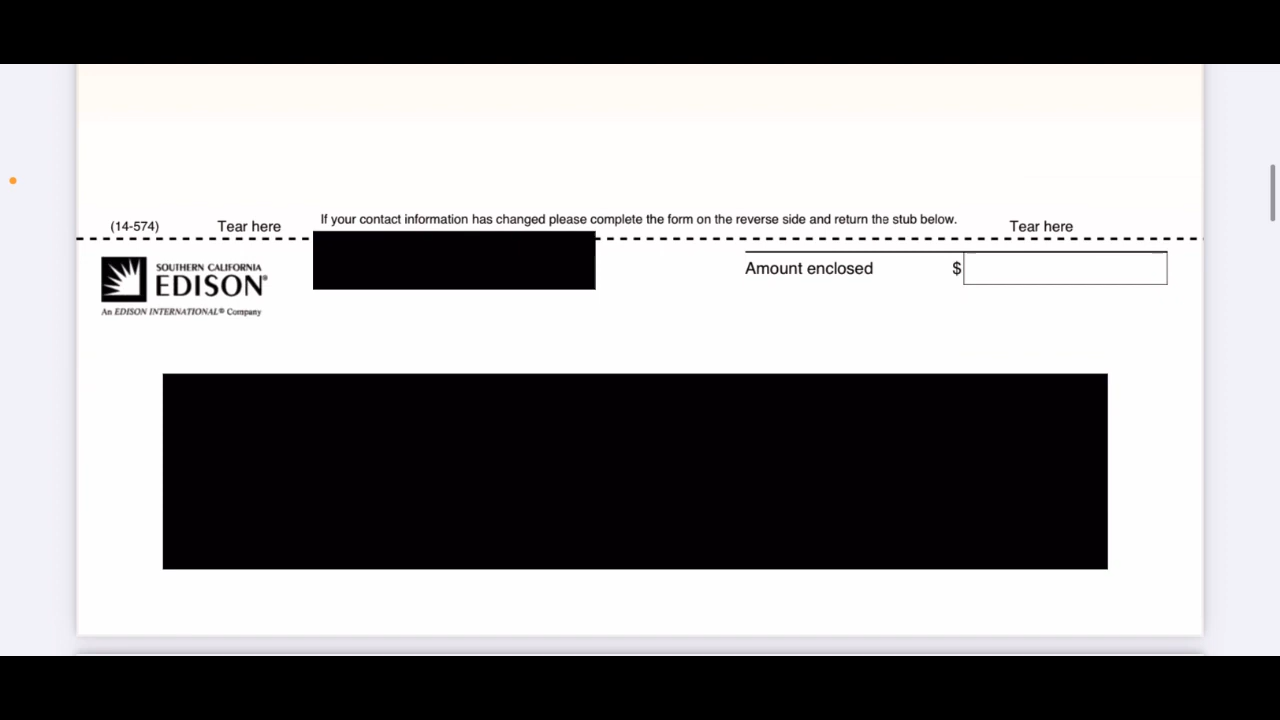 If your contact information has changed please complete the form on the reverse side and return the stub below.
(14-574) Tear here Tear here
SOUTHERN CALIFORNIA
EDISON®
An EDISON INTERNATIONAL® Company
Amount enclosed $